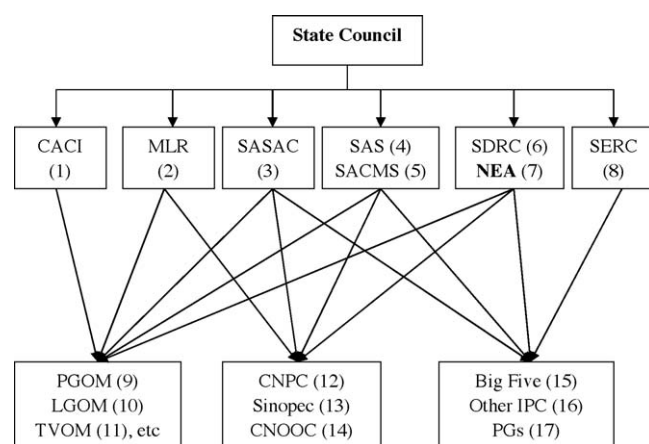 State Council
CACI
(1)
MLR
(2)
SASAC
(3)
SAS (4)
SACMS (5)
SDRC (6)
NEA (7)
SERC
(8)
PGOM (9)
LGOM (10)
TVOM (11), etc
CNPC (12)
Sinopec (13)
CNOOC (14)
Big Five (15)
Other IPC (16)
PGs (17)